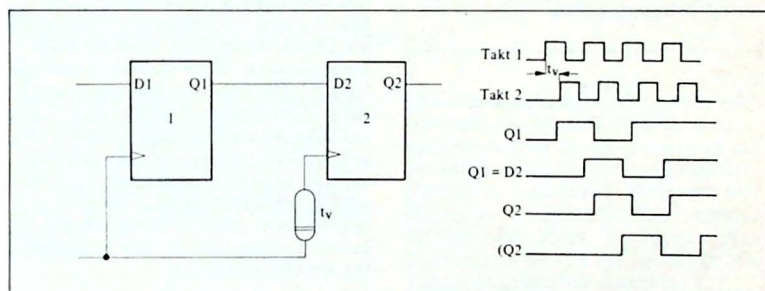 D1 Q1 D2 Q2
1 2
tv
Takt 1
tv
Takt 2
Q1
Q1 = D2
Q2
(Q2